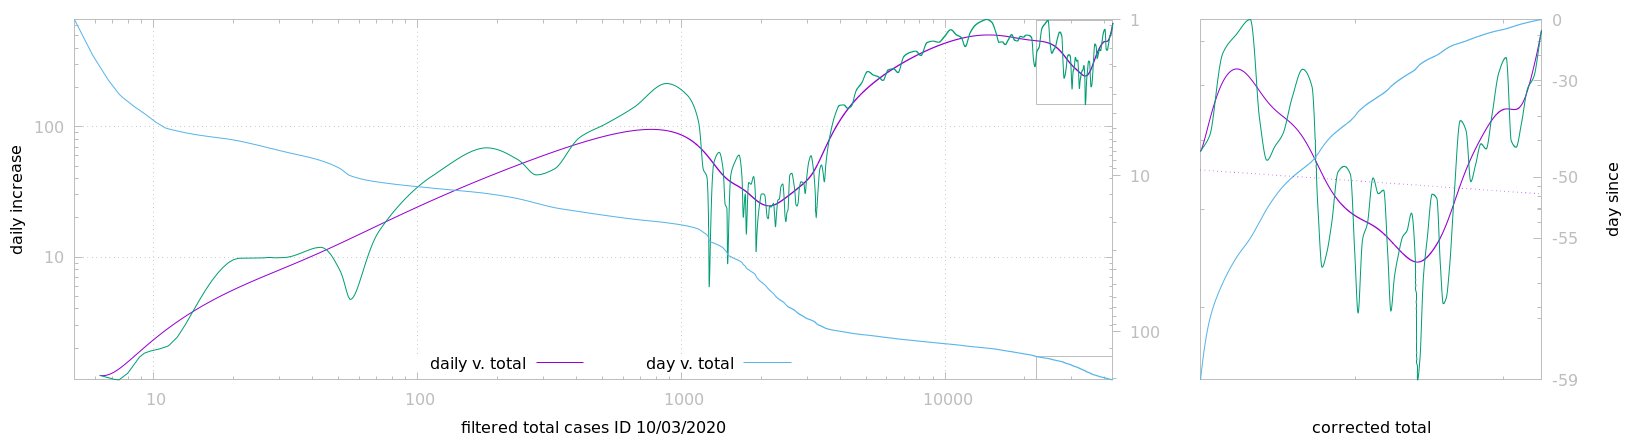 daily increase
100
10
daily v. total
day v. total
10
100
1000
10000
filtered total cases ID 10/03/2020
1
10
100
0
-30
-50
-55
-59
day since
corrected total